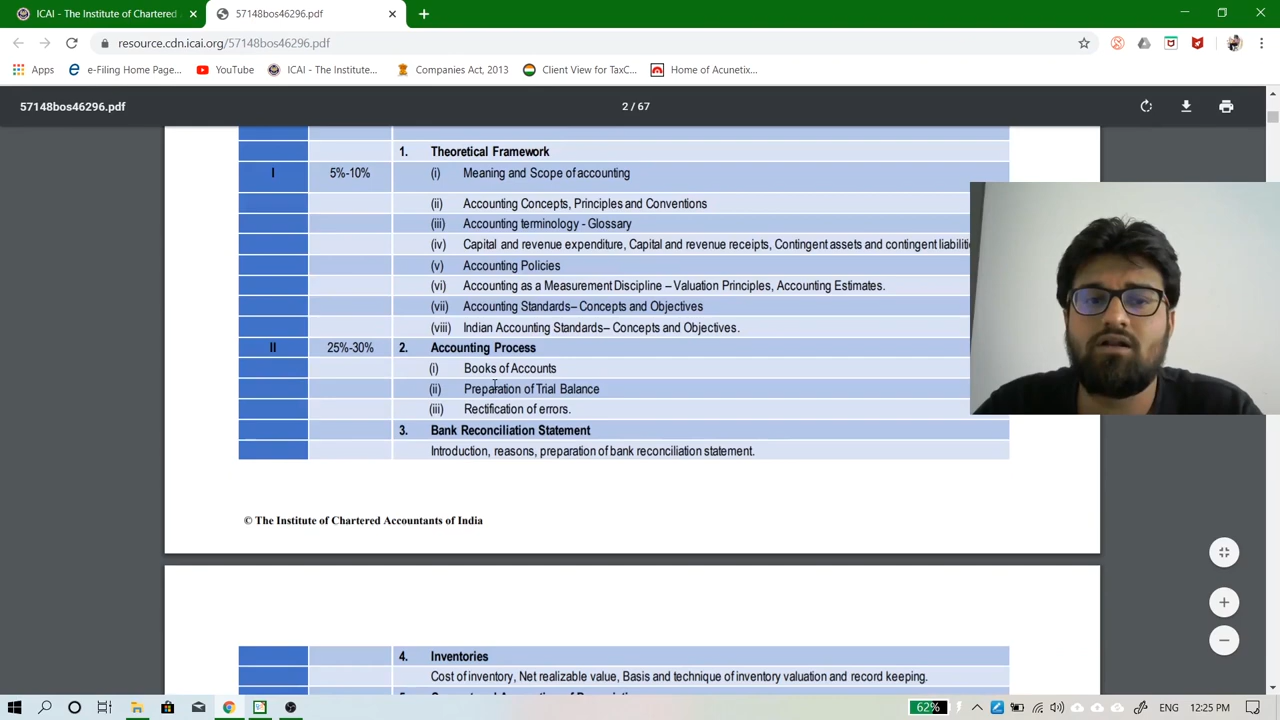 ICAI - The Institute of Chartered A
57148bos46296.pdf
resource.cdn.icai.org/57148bos46296.pdf
Apps
e-Filing Home Page...
YouTube
ICAI - The Institute...
Companies Act, 2013
Client View for TaxC...
Home of Acunetix...
57148bos46296.pdf
2 / 67
1. Theoretical Framework
I 5%-10% (i) Meaning and Scope of accounting
(ii) Accounting Concepts, Principles and Conventions
(iii) Accounting terminology - Glossary
(iv) Capital and revenue expenditure, Capital and revenue receipts, Contingent assets and contingent liabiliti
(v) Accounting Policies
(vi) Accounting as a Measurement Discipline – Valuation Principles, Accounting Estimates.
(vii) Accounting Standards– Concepts and Objectives
(viii) Indian Accounting Standards– Concepts and Objectives.
II 25%-30% 2. Accounting Process
(i) Books of Accounts
(ii) Preparation of Trial Balance
(iii) Rectification of errors.
3. Bank Reconciliation Statement
Introduction, reasons, preparation of bank reconciliation statement.
© The Institute of Chartered Accountants of India
4. Inventories
Cost of inventory, Net realizable value, Basis and technique of inventory valuation and record keeping.
62%
ENG
12:25 PM